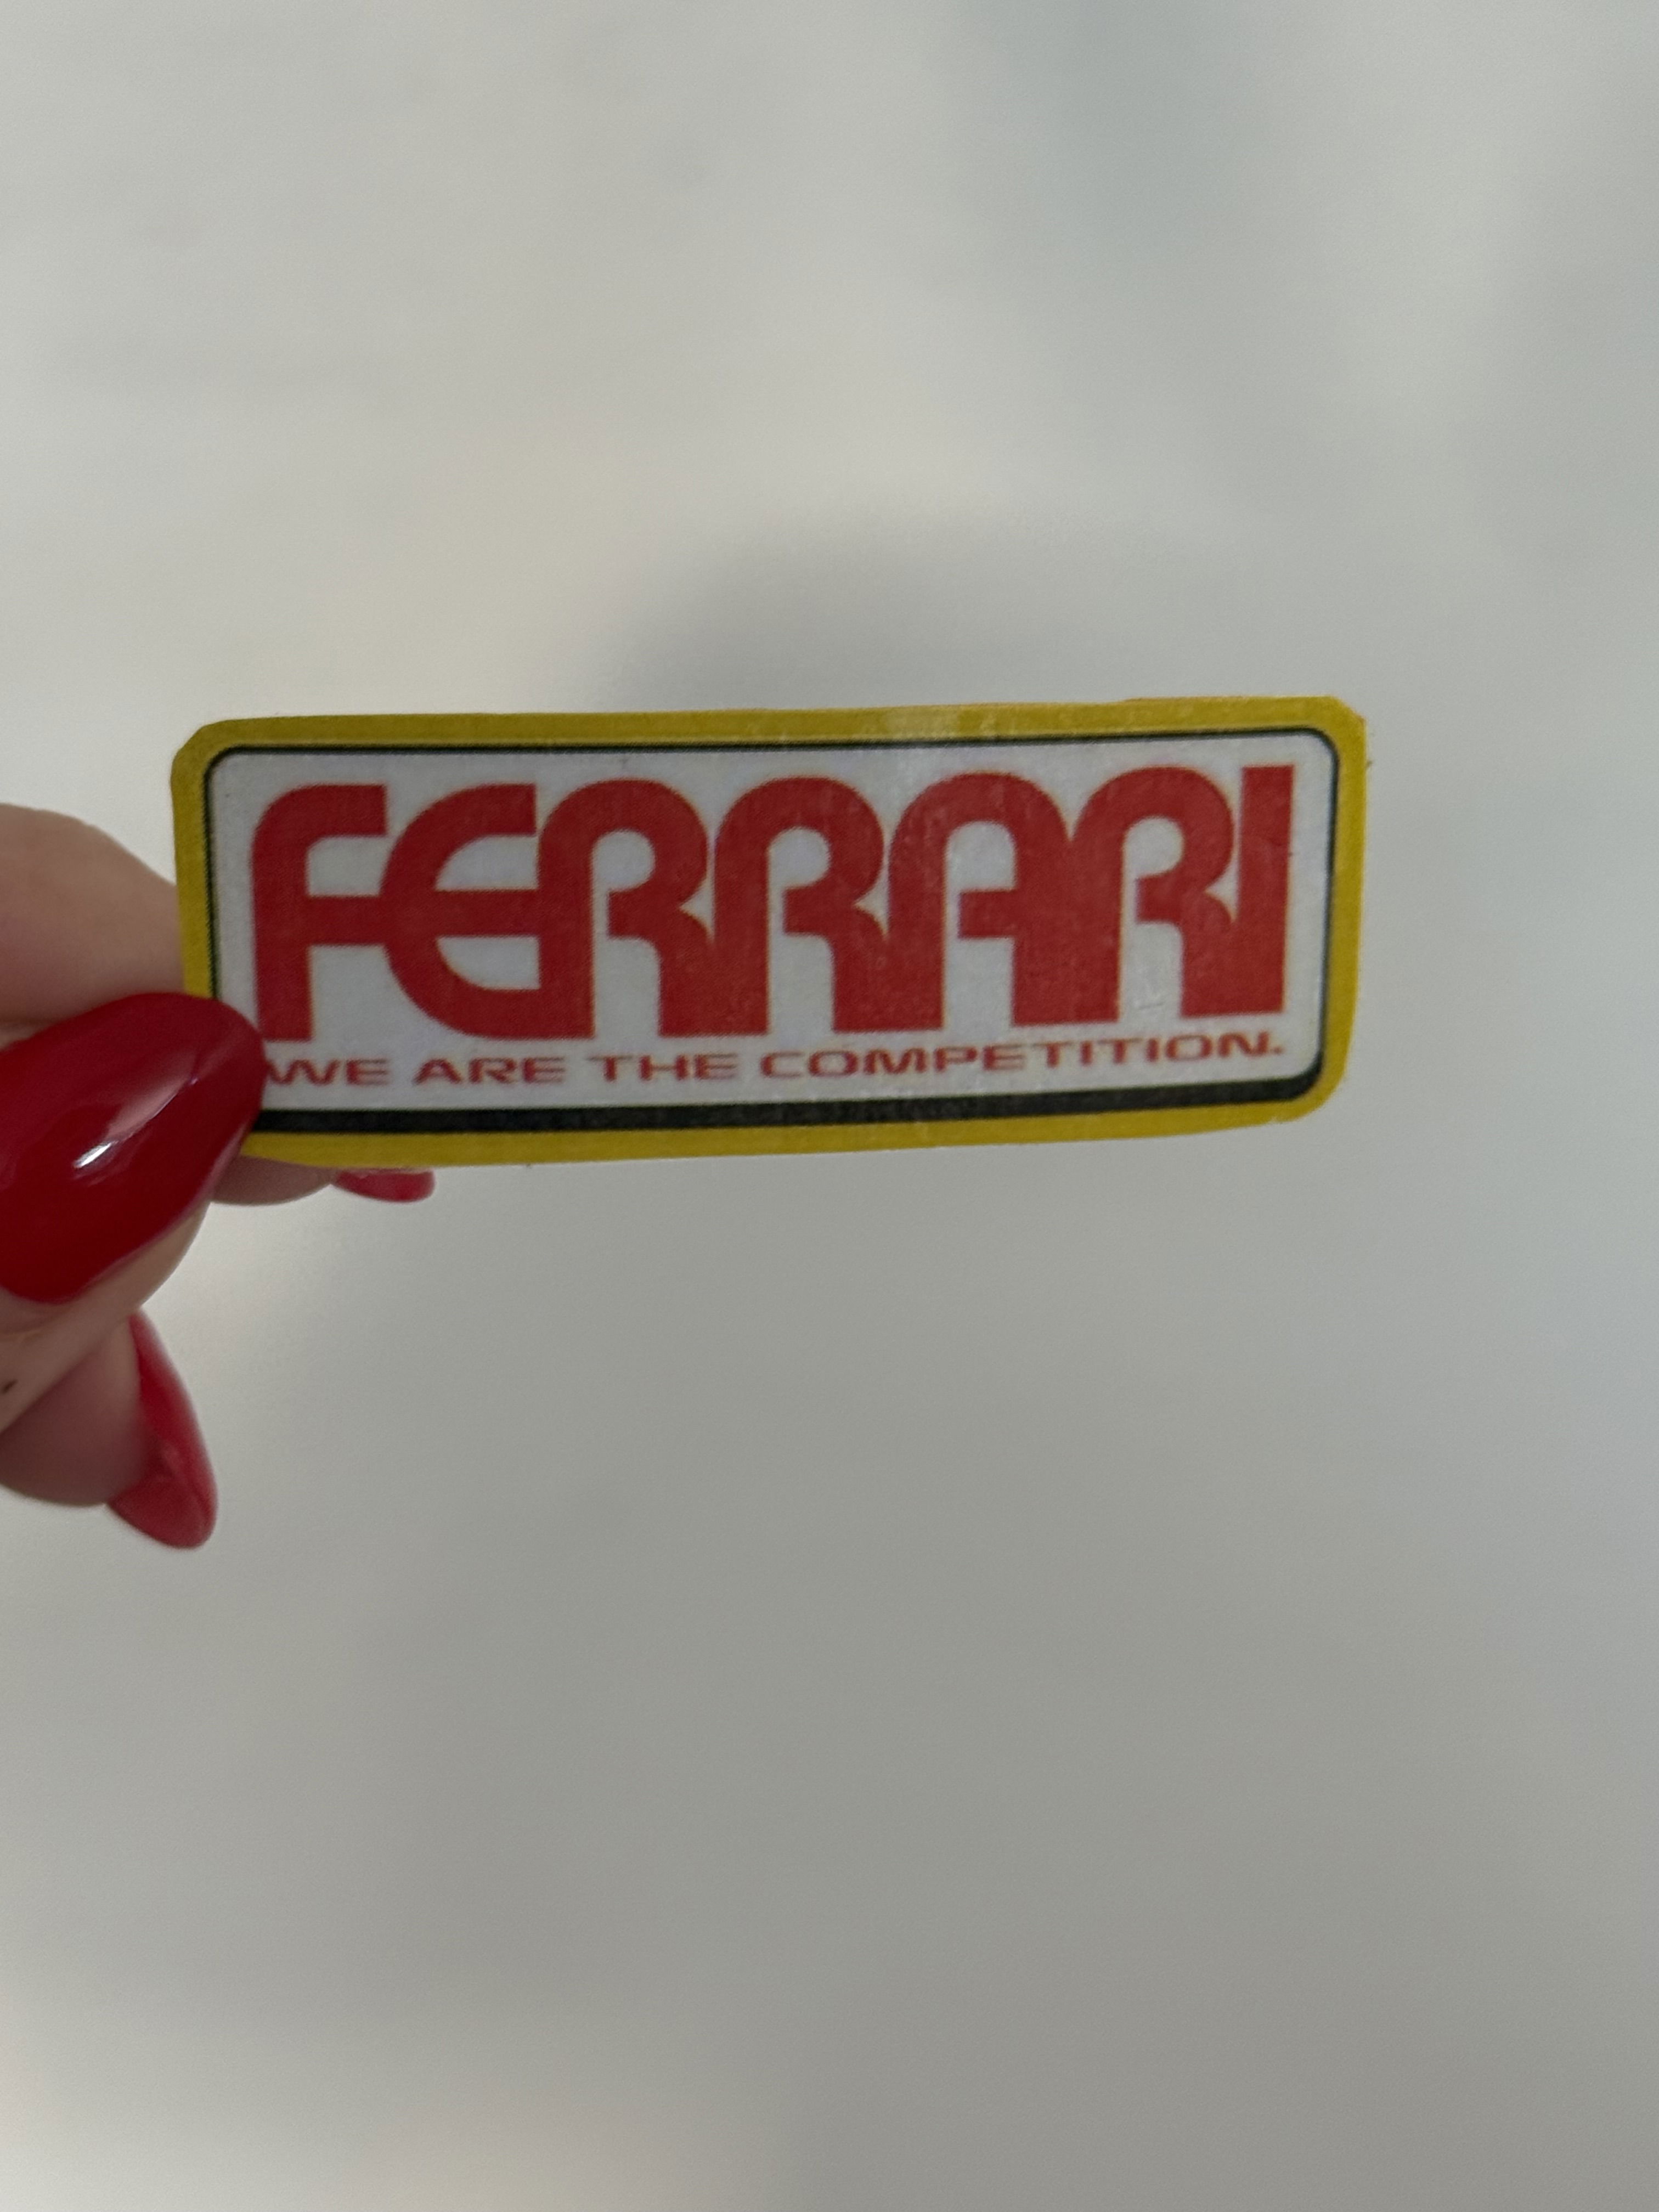 FERRARI
WE ARE THE COMPETITION.